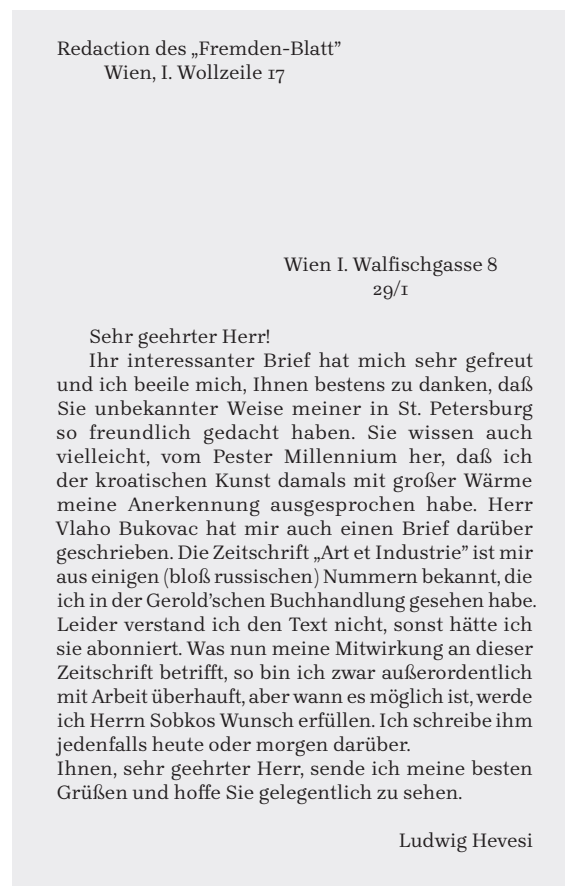 Redaction des „Fremden-Blatt”
Wien, I. Wollzeile 17
Wien I. Walfischgasse 8
29/1
Sehr geehrter Herr!
Ihr interessanter Brief hat mich sehr gefreut
und ich beeile mich, Ihnen bestens zu danken, daß
Sie unbekannter Weise meiner in St. Petersburg
so freundlich gedacht haben. Sie wissen auch
vielleicht, vom Pester Millennium her, daß ich
der kroatischen Kunst damals mit großer Wärme
meine Anerkennung ausgesprochen habe. Herr
Vlaho Bukovac hat mir auch einen Brief darüber
geschrieben. Die Zeitschrift „Art et Industrie” ist mir
aus einigen (bloß russischen) Nummern bekannt, die
ich in der Gerold’schen Buchhandlung gesehen habe.
Leider verstand ich den Text nicht, sonst hätte ich
sie abonniert. Was nun meine Mitwirkung an dieser
Zeitschrift betrifft, so bin ich zwar außerordentlich
mit Arbeit überhauft, aber wann es möglich ist, werde
ich Herrn Sobkos Wunsch erfüllen. Ich schreibe ihm
jedenfalls heute oder morgen darüber.
Ihnen, sehr geehrter Herr, sende ich meine besten
Grüßen und hoffe Sie gelegentlich zu sehen.
Ludwig Hevesi